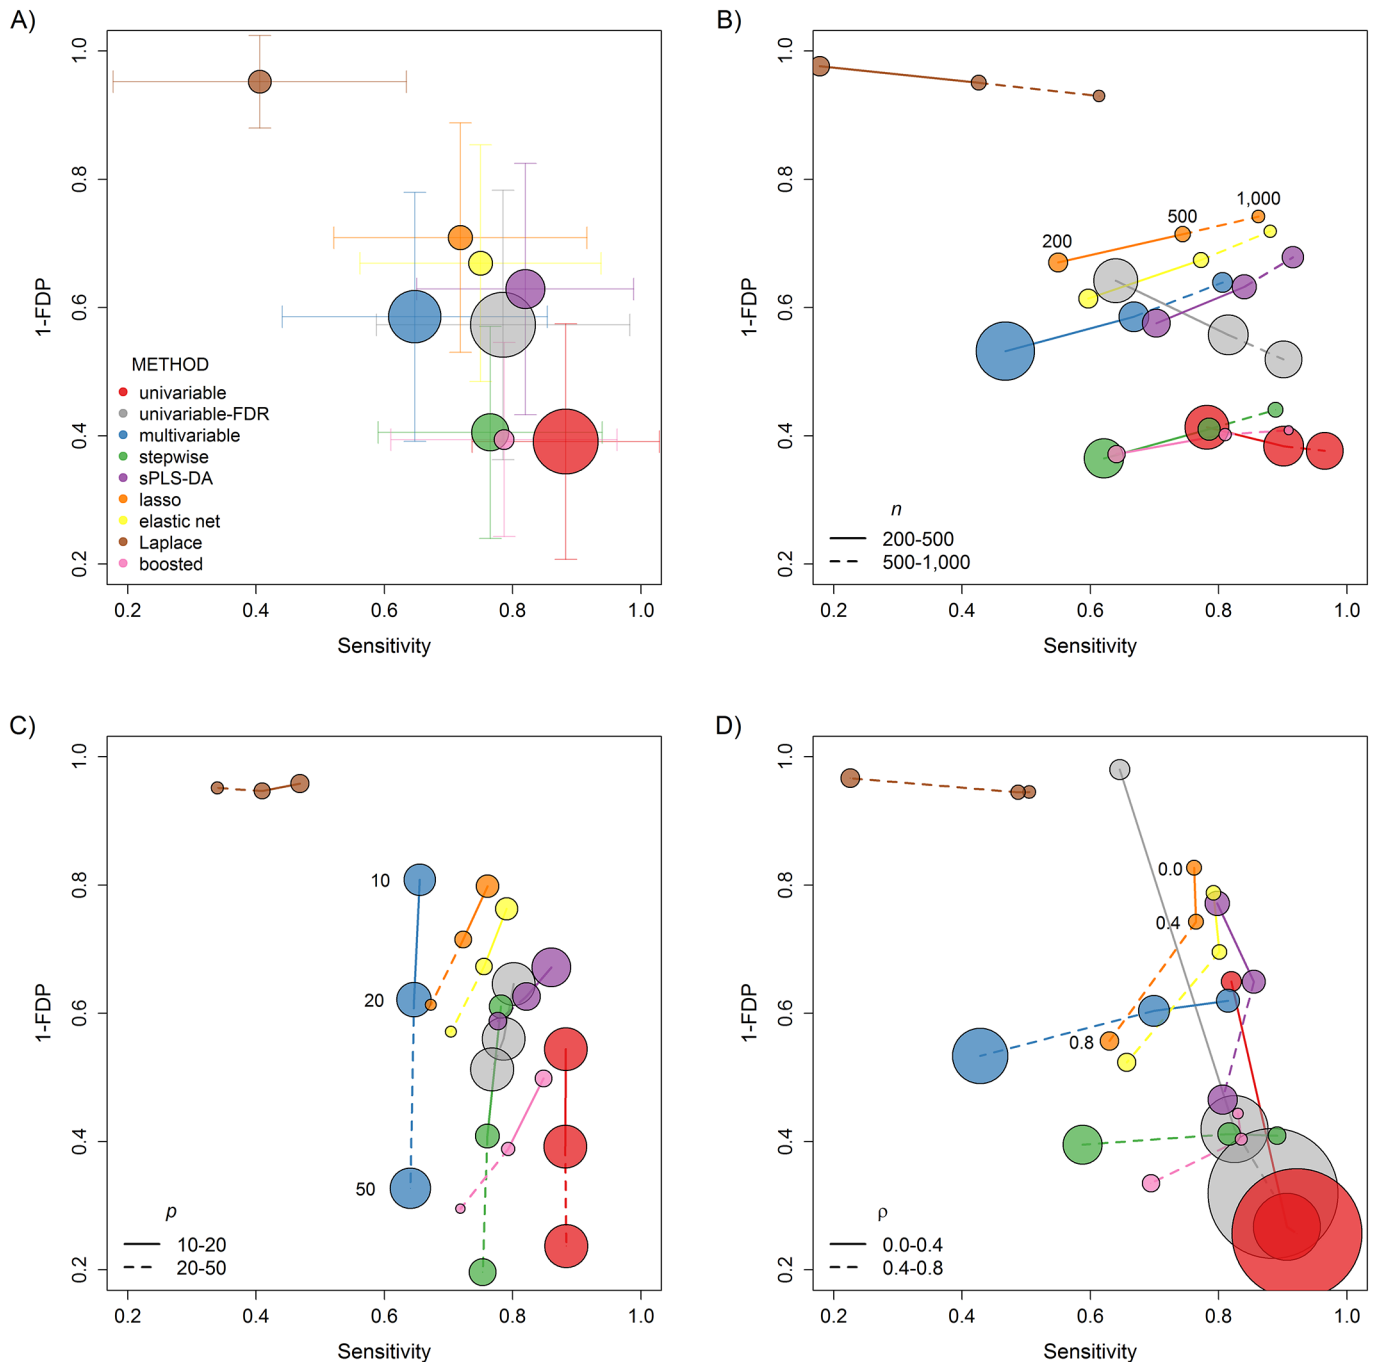 A)
1-FDP
1.0
0.8
0.6
0.4
0.2
METHOD
univariable
univariable-FDR
multivariable
stepwise
sPLS-DA
lasso
elastic net
Laplace
boosted
0.2 0.4 0.6 0.8 1.0
Sensitivity
B)
1-FDP
1.0
0.8
0.6
0.4
0.2
200
500
1,000
n
200-500
500-1,000
0.2 0.4 0.6 0.8 1.0
Sensitivity
C)
1-FDP
1.0
0.8
0.6
0.4
0.2
10
20
50
p
10-20
20-50
0.2 0.4 0.6 0.8 1.0
Sensitivity
D)
1-FDP
1.0
0.8
0.6
0.4
0.2
0.0
0.4
0.8
ρ
0.0-0.4
0.4-0.8
0.2 0.4 0.6 0.8 1.0
Sensitivity